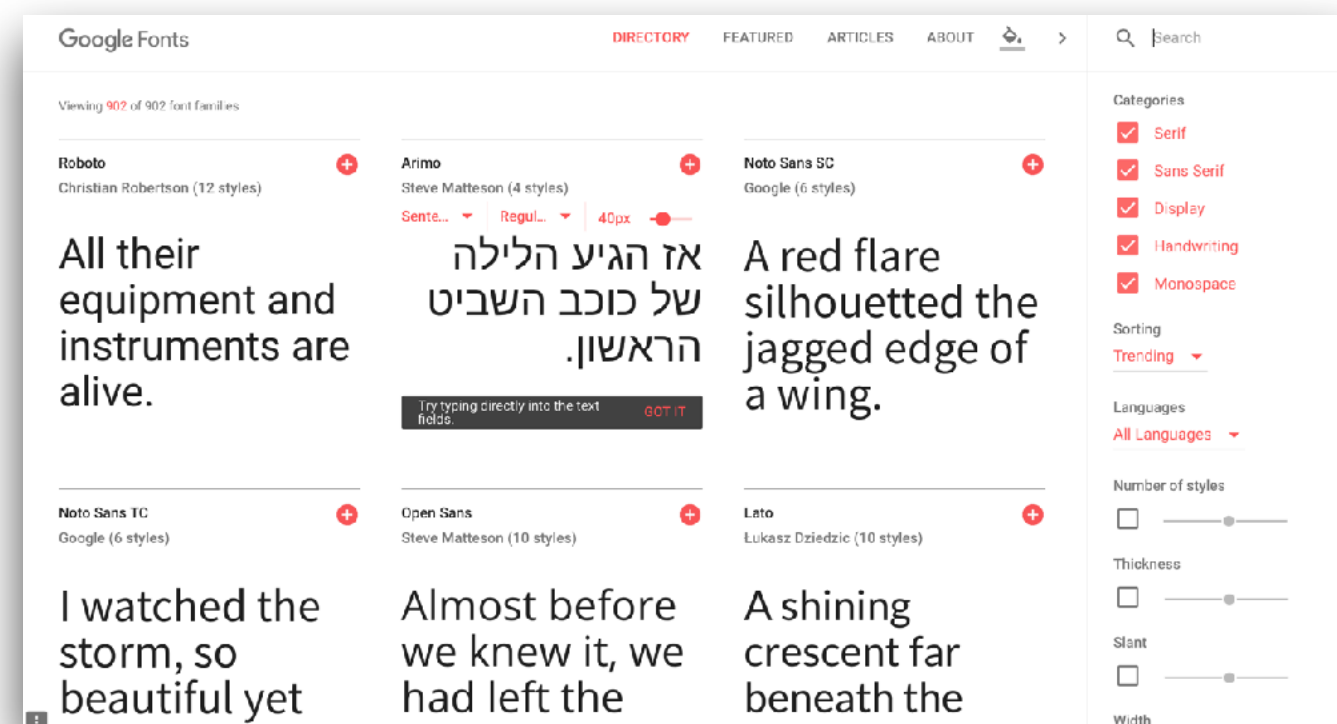 Google Fonts
DIRECTORY
FEATURED
ARTICLES
ABOUT
Search
Viewing 902 of 902 font families
Roboto
Christian Robertson (12 styles)
All their
equipment and
instruments are
alive.
Arimo
Steve Matteson (4 styles)
Sente...
Regul...
40px
אז הגיע הלילה
של כוכב השביט
הראשון.
Try typing directly into the text
fields.
GOT IT
Noto Sans SC
Google (6 styles)
A red flare
silhouetted the
jagged edge of
a wing.
Noto Sans TC
Google (6 styles)
I watched the
storm, so
beautiful yet
Open Sans
Steve Matteson (10 styles)
Almost before
we knew it, we
had left the
Lato
Łukasz Dziedzic (10 styles)
A shining
crescent far
beneath the
Categories
Serif
Sans Serif
Display
Handwriting
Monospace
Sorting
Trending
Languages
All Languages
Number of styles
Thickness
Slant
Width